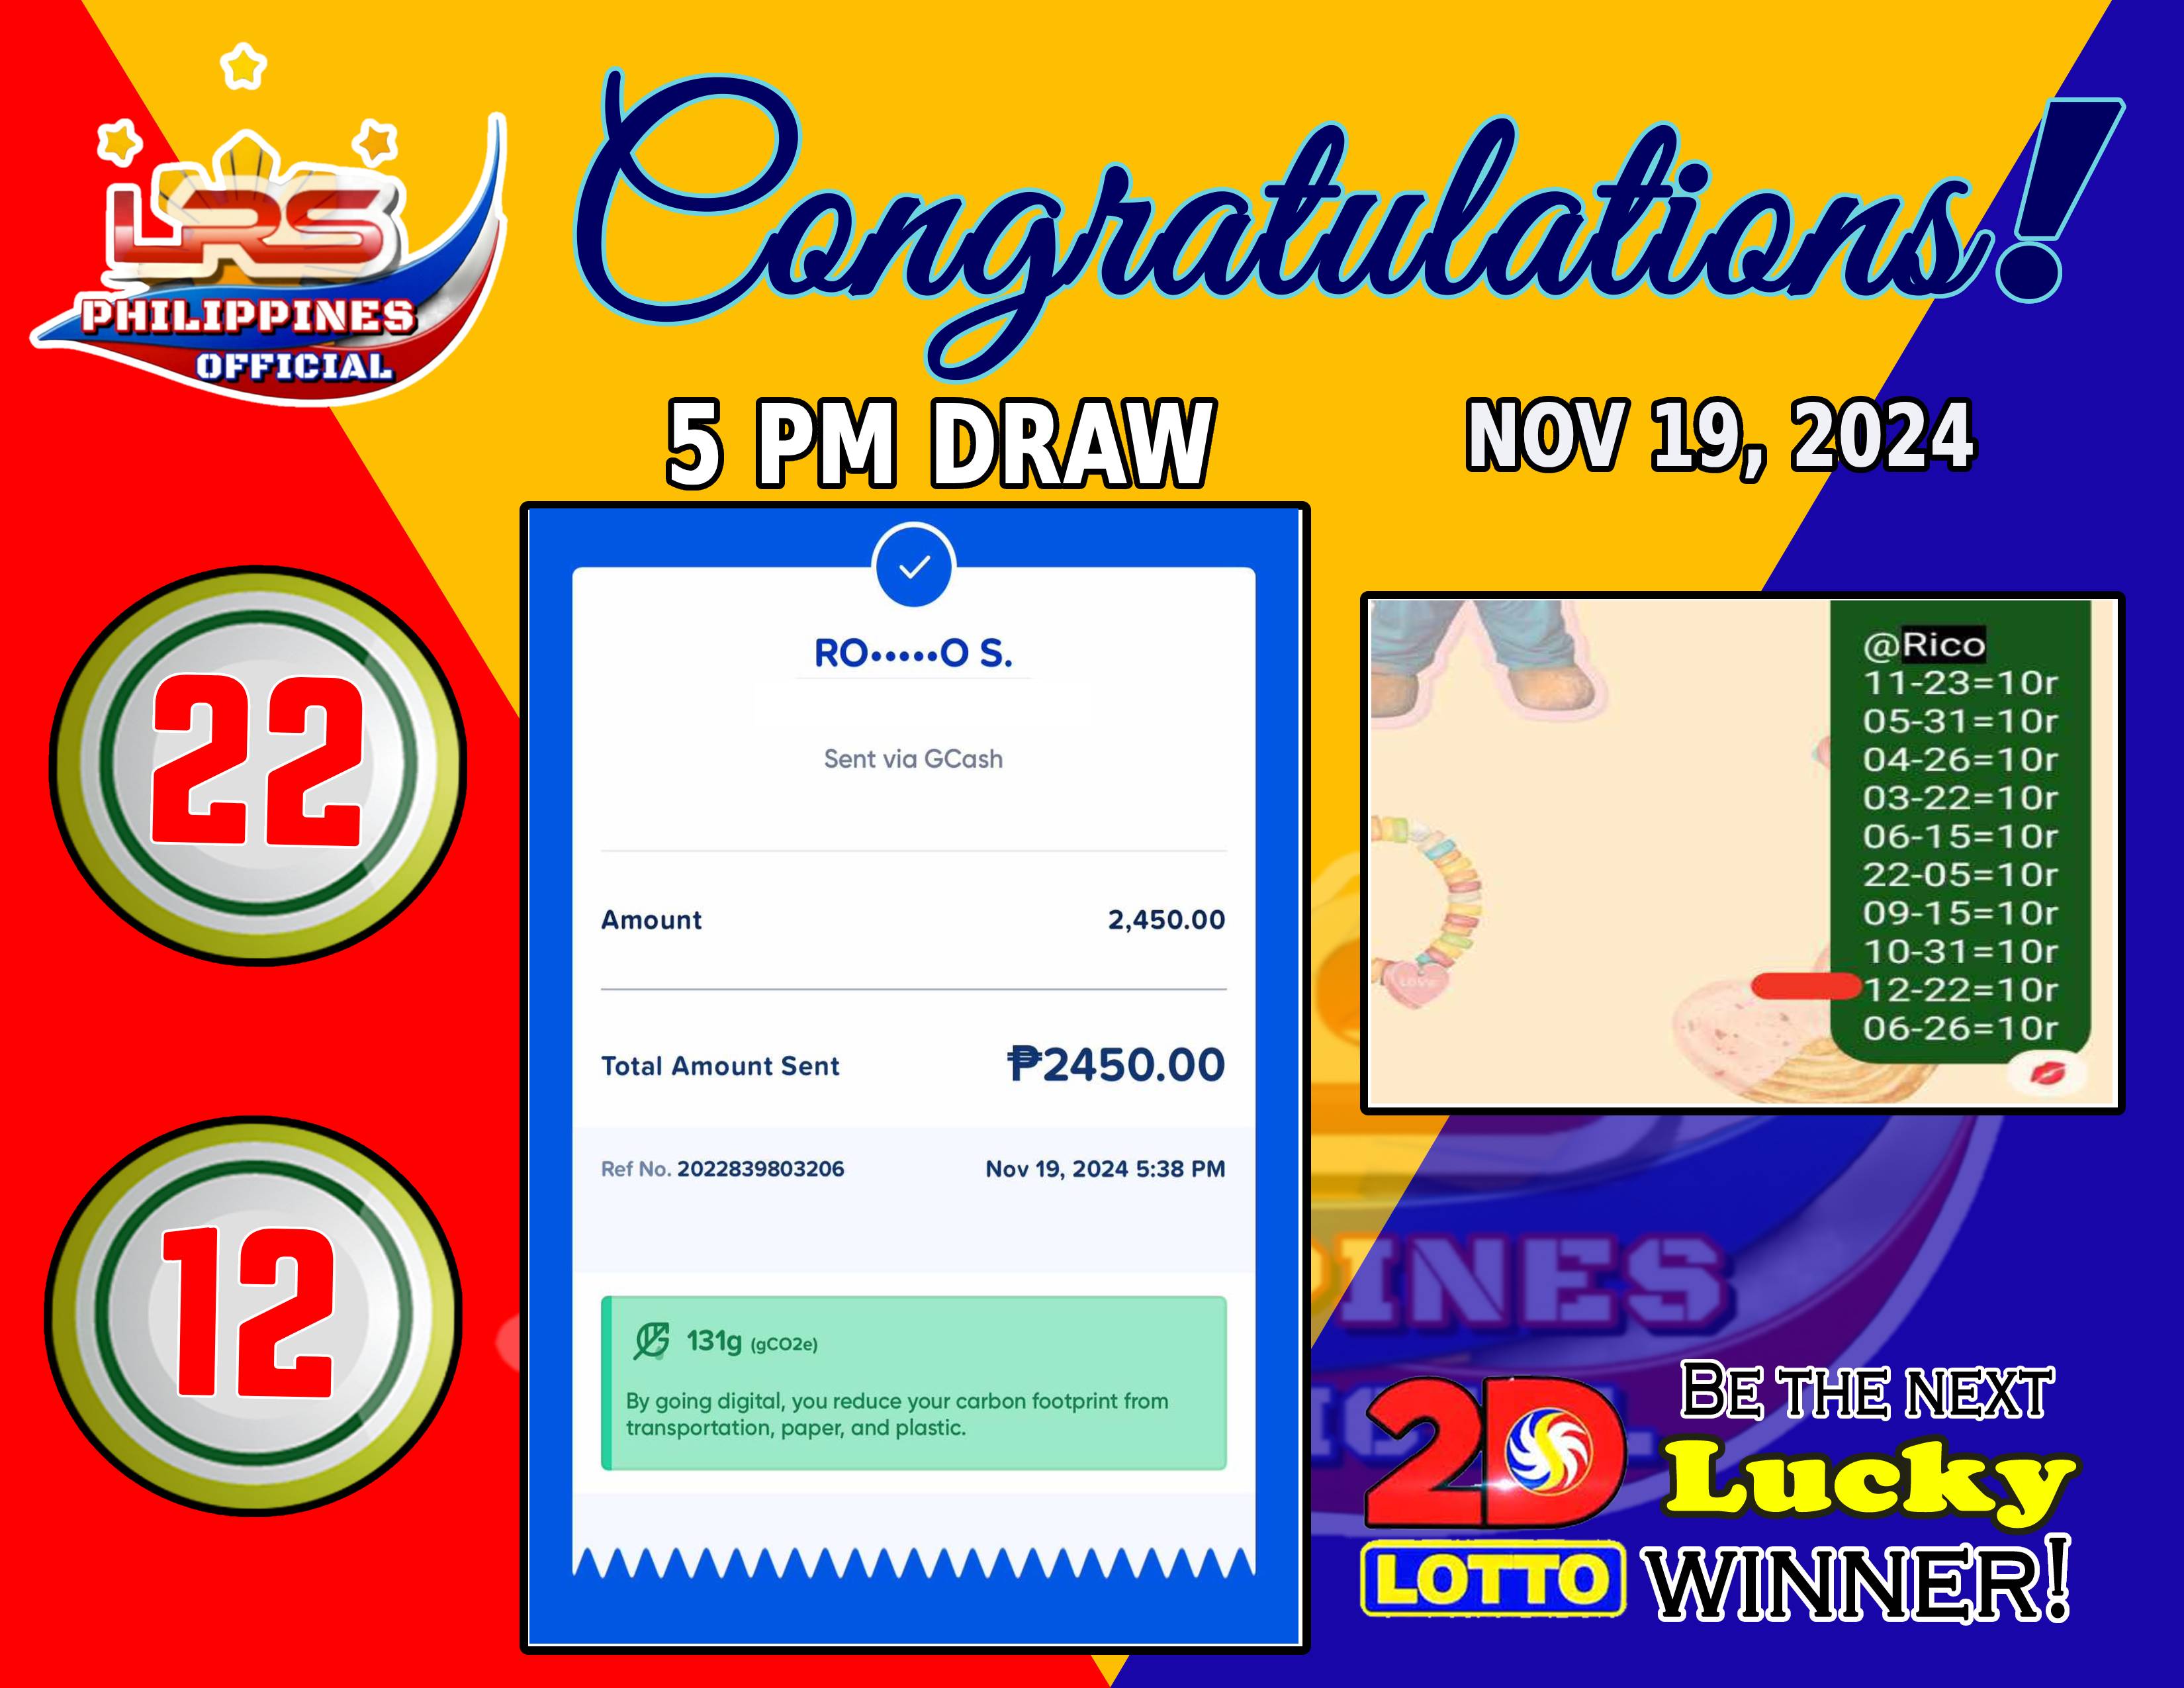 LRS
PHILIPPINES
OFFICIAL
Congratulations!
5 PM DRAW
NOV 19, 2024
22
12
RO•••••O S.
Sent via GCash
Amount 2,450.00
Total Amount Sent ₱2450.00
Ref No. 2022839803206 Nov 19, 2024 5:38 PM
131g (gCO2e)
By going digital, you reduce your carbon footprint from
transportation, paper, and plastic.
@Rico
11-23=10r
05-31=10r
04-26=10r
03-22=10r
06-15=10r
22-05=10r
09-15=10r
10-31=10r
12-22=10r
06-26=10r
LOVE
PINES
2D
LOTTO
BE THE NEXT
Lucky
WINNER!